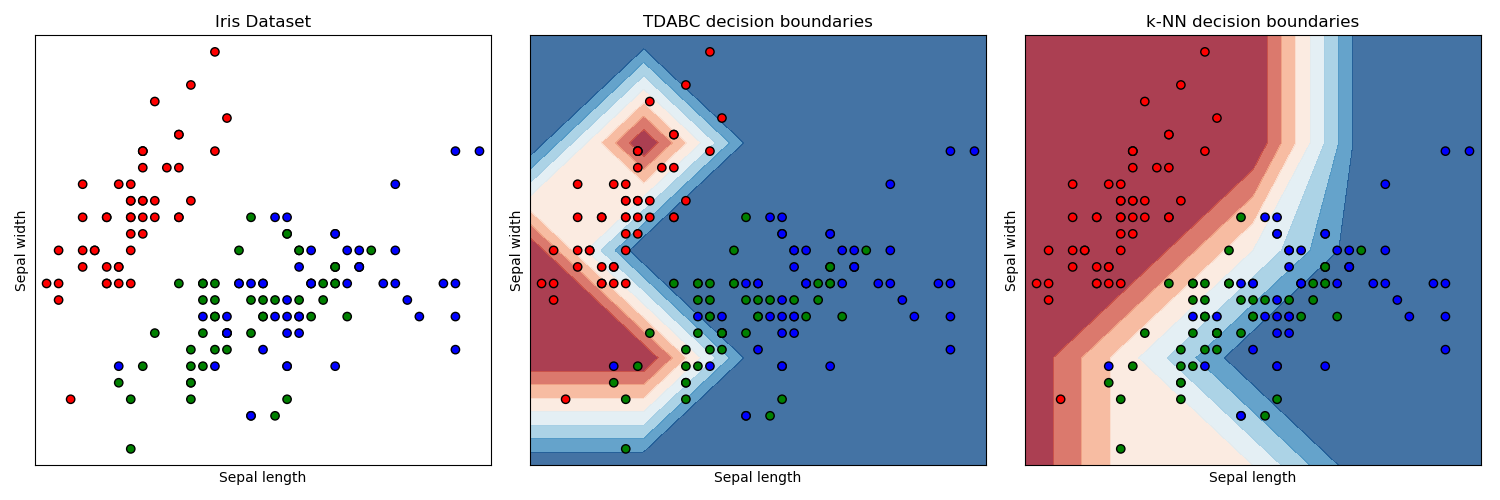 Iris Dataset
Sepal width
Sepal length
TDABC decision boundaries
Sepal width
Sepal length
k-NN decision boundaries
Sepal width
Sepal length